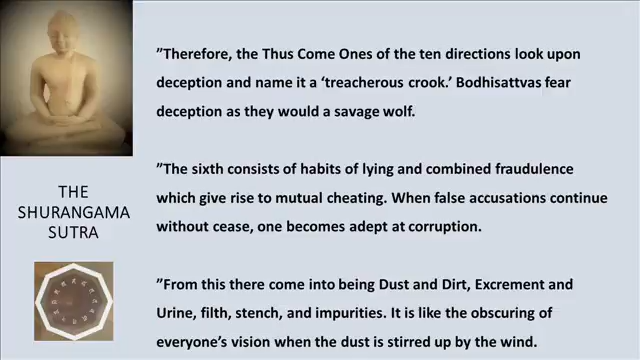 THE
SHURANGAMA
SUTRA
”Therefore, the Thus Come Ones of the ten directions look upon
deception and name it a ‘treacherous crook.’ Bodhisattvas fear
deception as they would a savage wolf.
”The sixth consists of habits of lying and combined fraudulence
which give rise to mutual cheating. When false accusations continue
without cease, one becomes adept at corruption.
”From this there come into being Dust and Dirt, Excrement and
Urine, filth, stench, and impurities. It is like the obscuring of
everyone’s vision when the dust is stirred up by the wind.